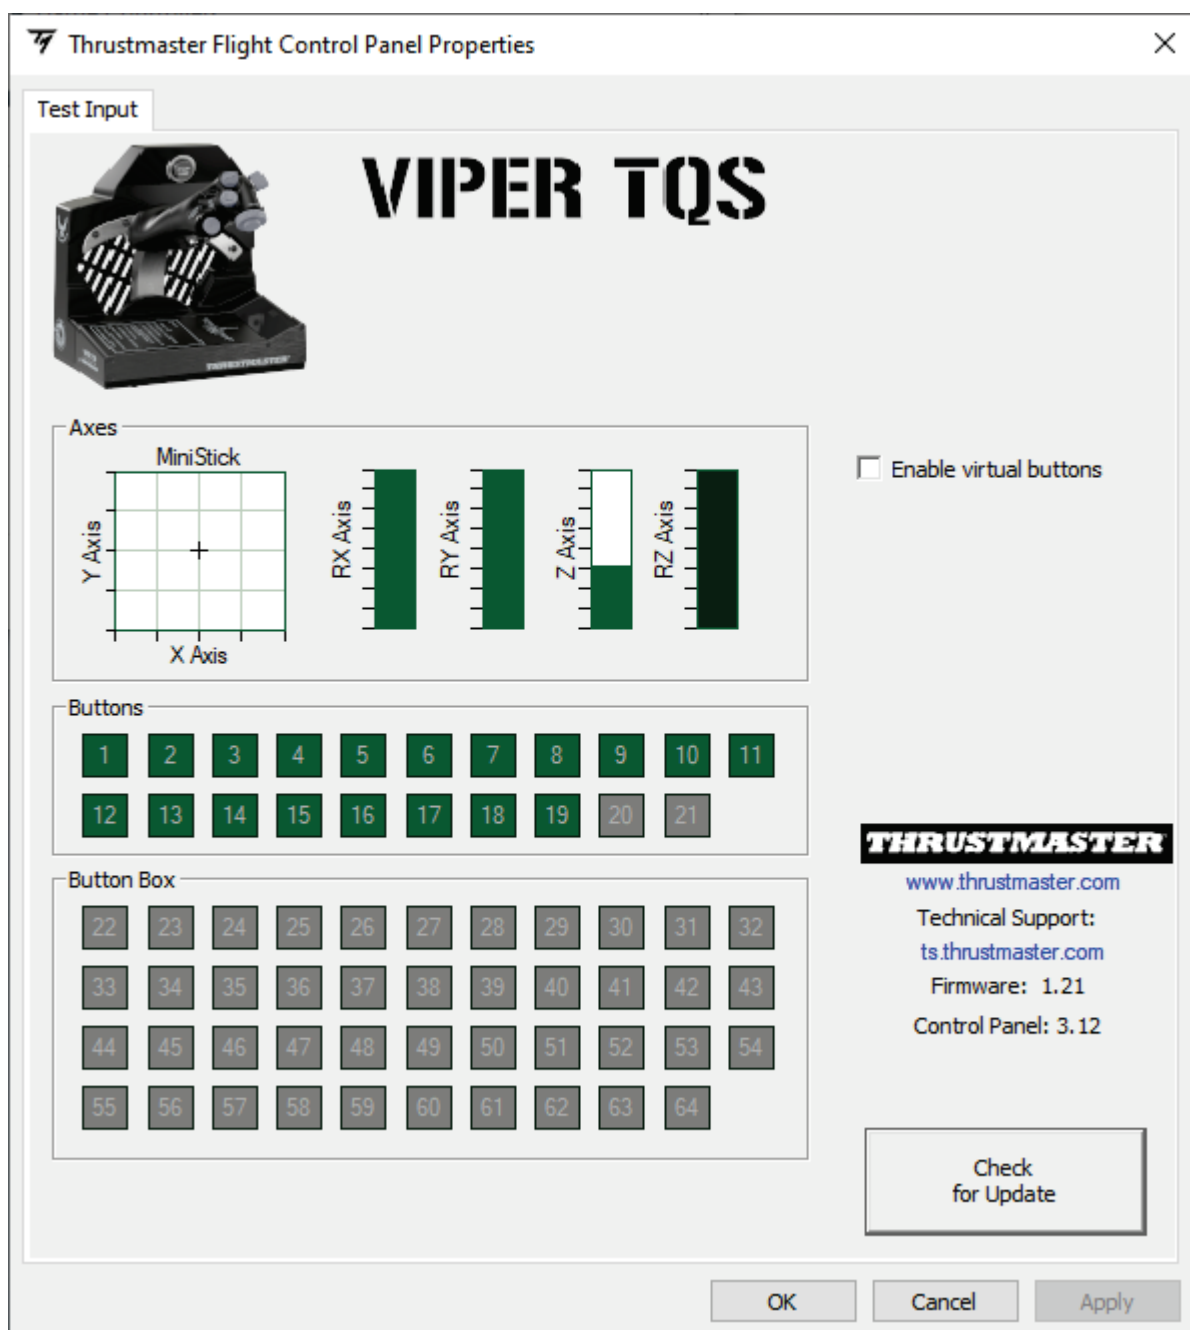 Thrustmaster Flight Control Panel Properties
Test Input
VIPER TQS
THRUSTMASTER
Axes
MiniStick
Y Axis
X Axis
RX Axis
RY Axis
Z Axis
RZ Axis
Enable virtual buttons
Buttons
1 2 3 4 5 6 7 8 9 10 11
12 13 14 15 16 17 18 19 20 21
Button Box
22 23 24 25 26 27 28 29 30 31 32
33 34 35 36 37 38 39 40 41 42 43
44 45 46 47 48 49 50 51 52 53 54
55 56 57 58 59 60 61 62 63 64
THRUSTMASTER
www.thrustmaster.com
Technical Support:
ts.thrustmaster.com
Firmware: 1.21
Control Panel: 3.12
Check
for Update
OK Cancel Apply